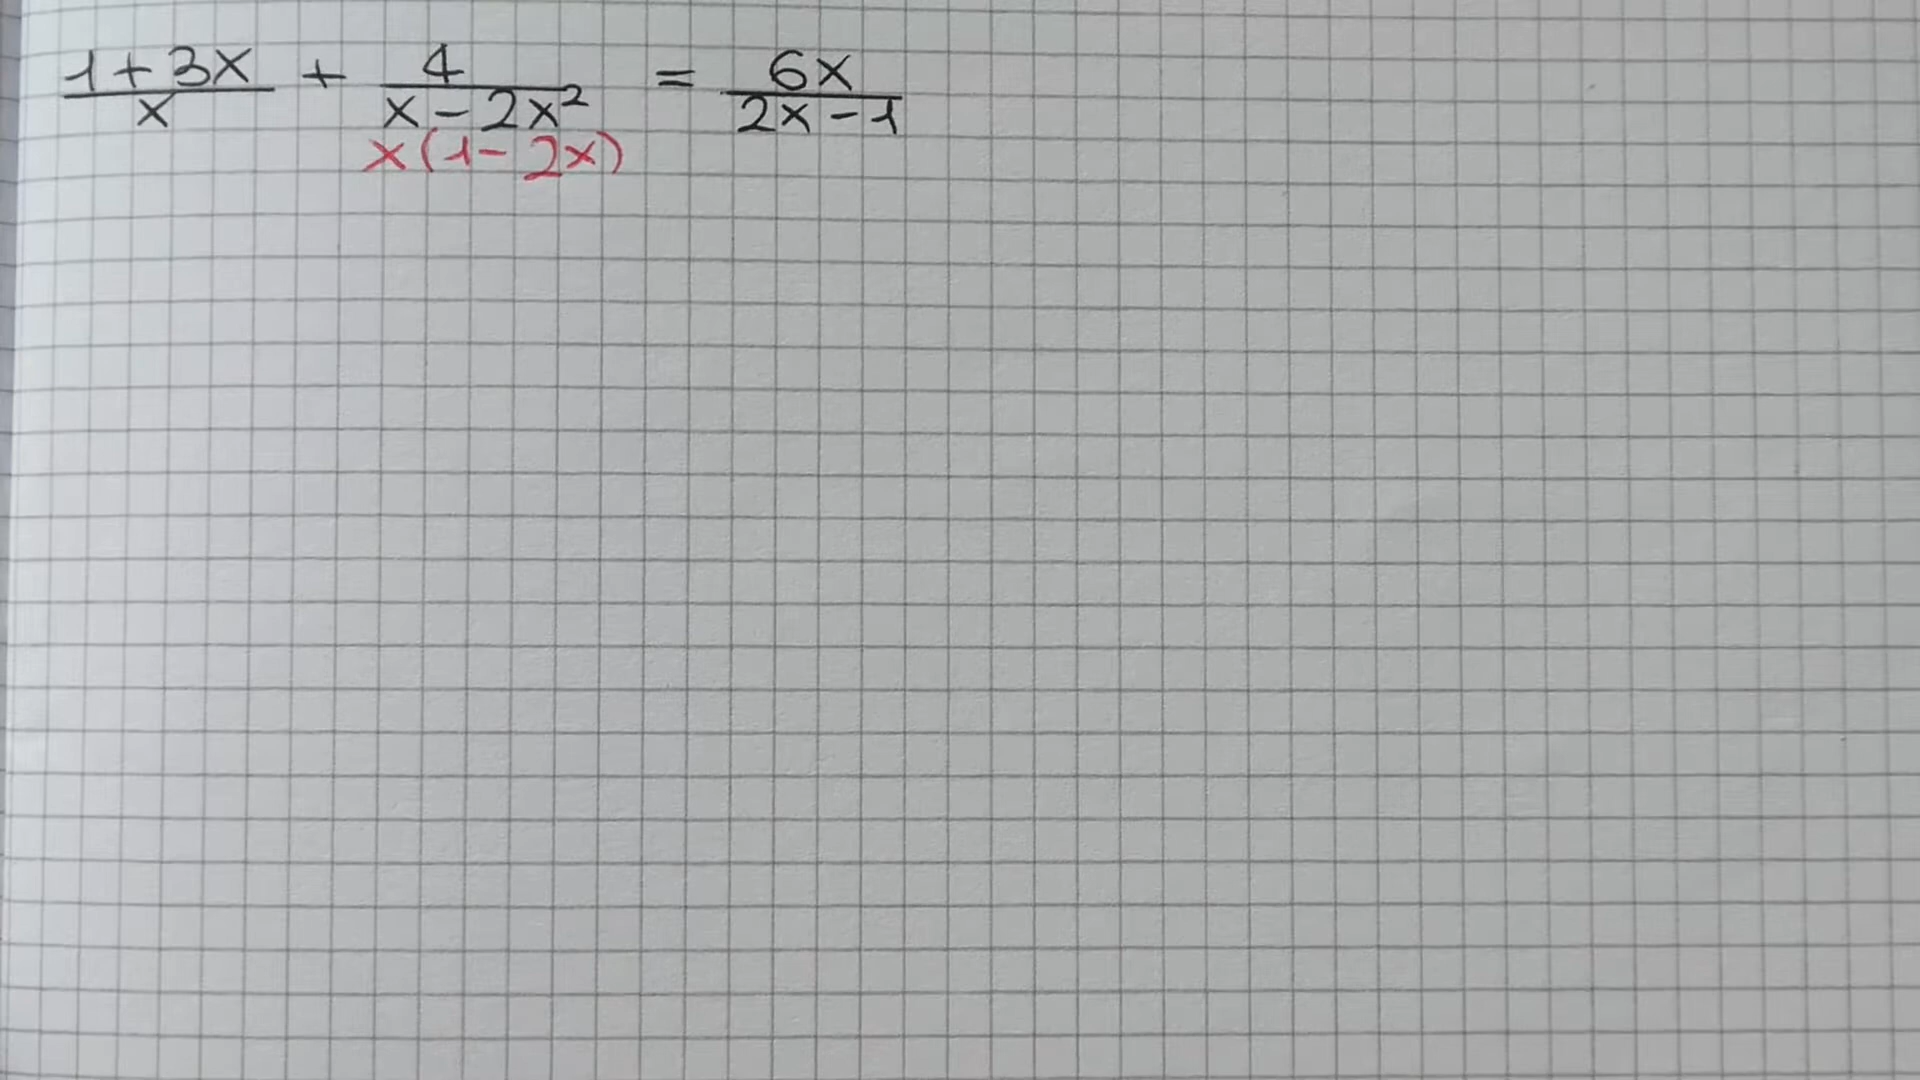 (1+3x)/x + 4/(x-2x²) = 6x/(2x-1)
x(1-2x)